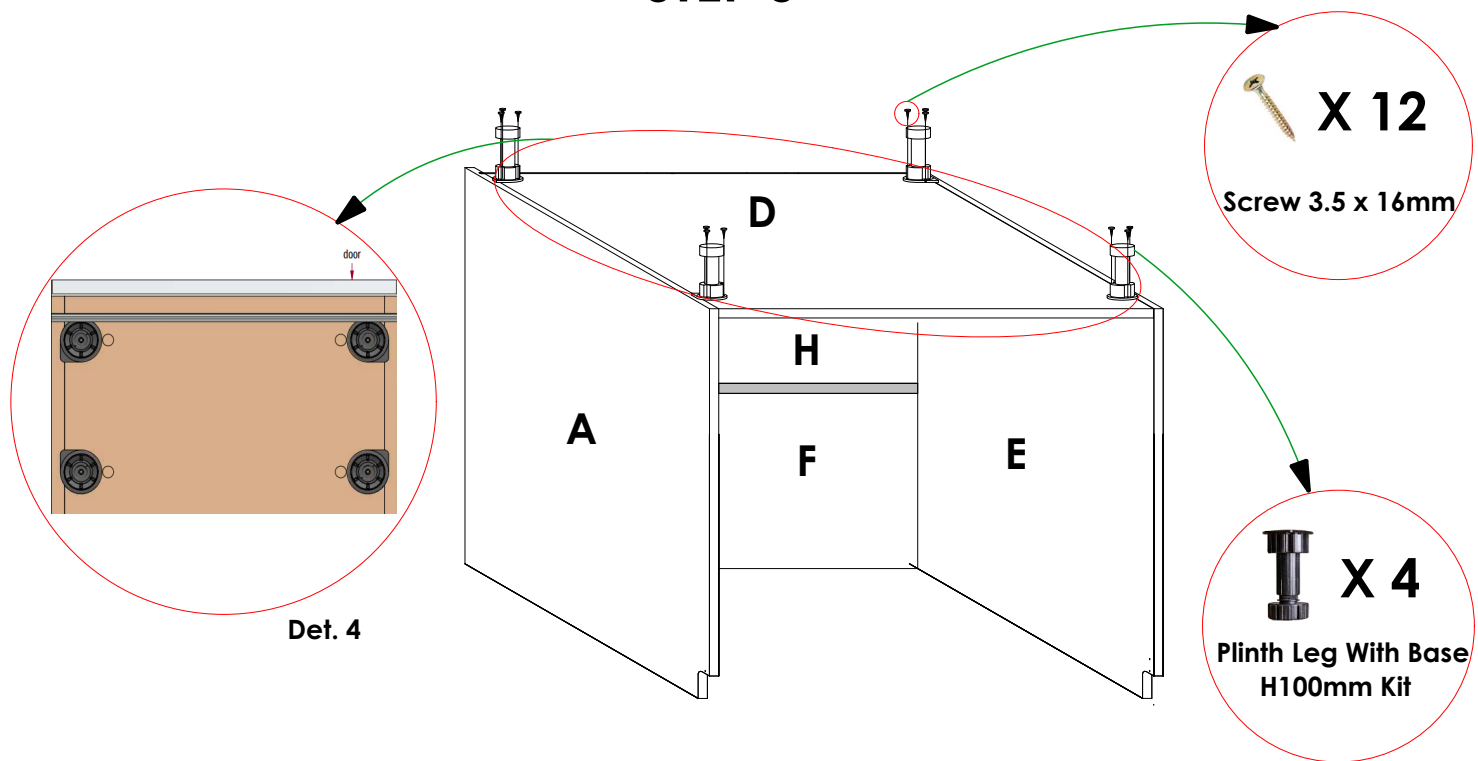 X 12
Screw 3.5 x 16mm
D
door
H
A
F
E
X 4
Plinth Leg With Base
H100mm Kit
Det. 4